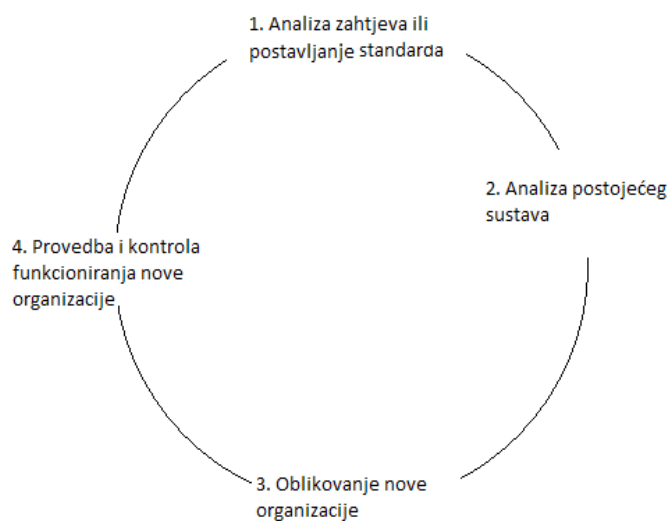 1. Analiza zahtjeva ili
postavljanje standarda
2. Analiza postojećeg
sustava
4. Provedba i kontrola
funkcioniranja nove
organizacije
3. Oblikovanje nove
organizacije